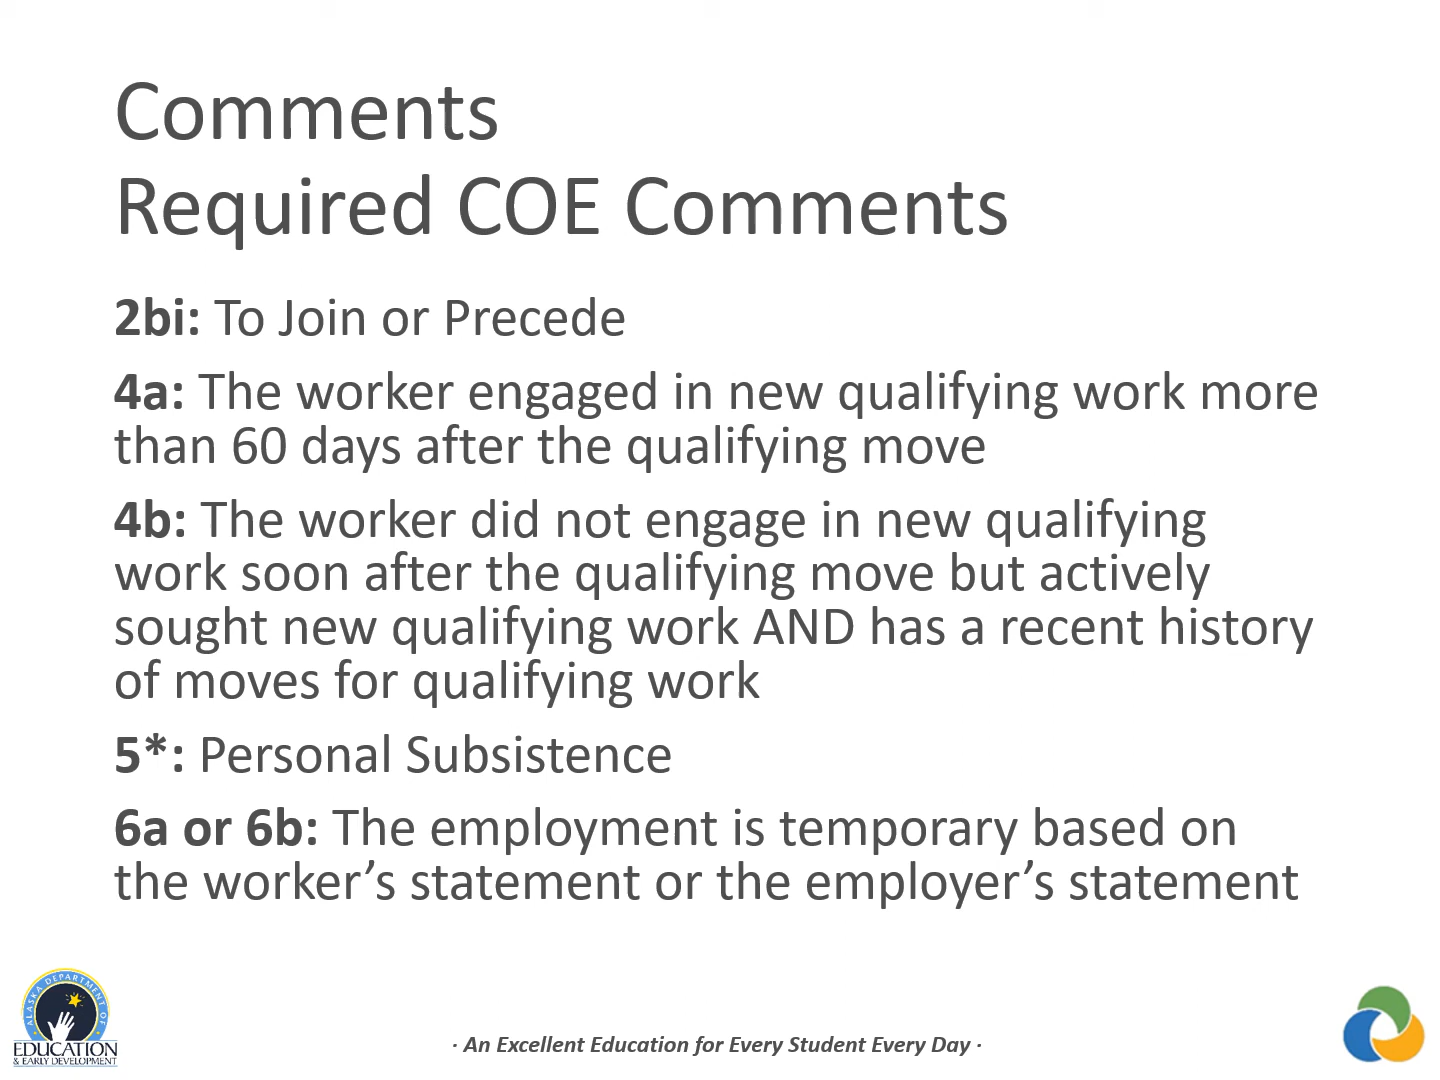 Comments
Required COE Comments
2bi: To Join or Precede
4a: The worker engaged in new qualifying work more
than 60 days after the qualifying move
4b: The worker did not engage in new qualifying
work soon after the qualifying move but actively
sought new qualifying work AND has a recent history
of moves for qualifying work
5*: Personal Subsistence
6a or 6b: The employment is temporary based on
the worker’s statement or the employer’s statement
ALASKA DEPARTMENT OF
EDUCATION
& EARLY DEVELOPMENT
· An Excellent Education for Every Student Every Day ·